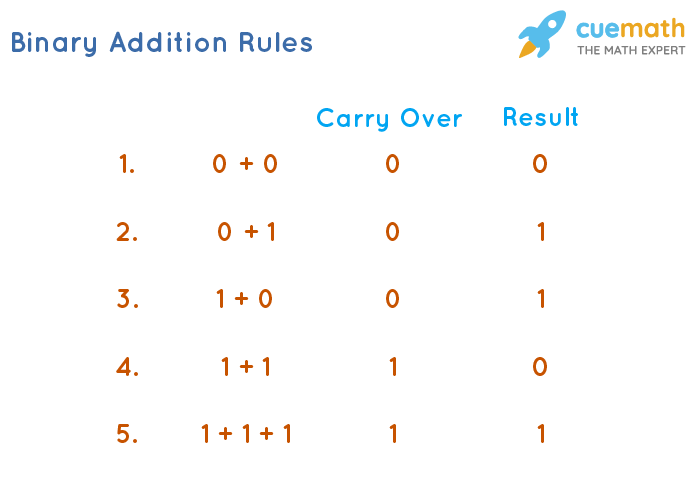 Binary Addition Rules
cuemath
THE MATH EXPERT
Carry Over Result
1. 0 + 0 0 0
2. 0 + 1 0 1
3. 1 + 0 0 1
4. 1 + 1 1 0
5. 1 + 1 + 1 1 1